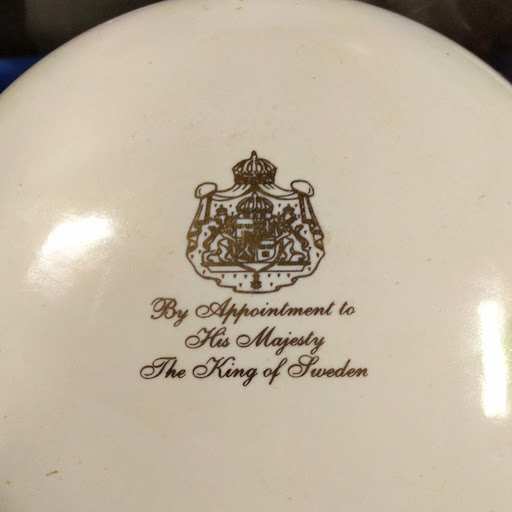 By Appointment to
His Majesty
The King of Sweden